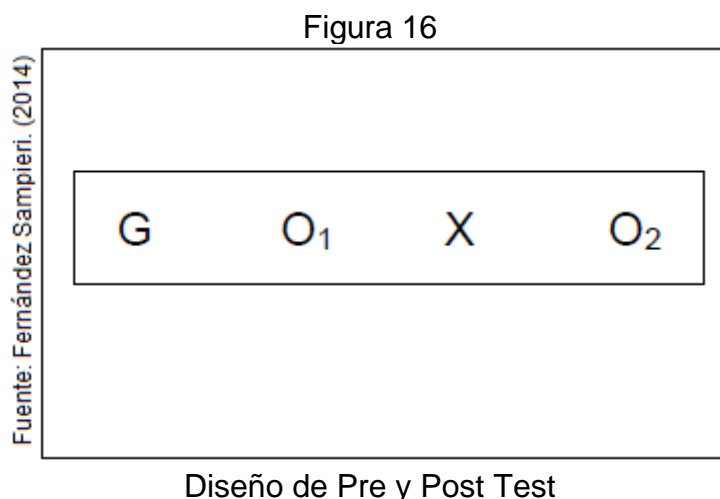 Figura 16
Fuente: Fernández Sampieri. (2014)
G O₁ X O₂
Diseño de Pre y Post Test